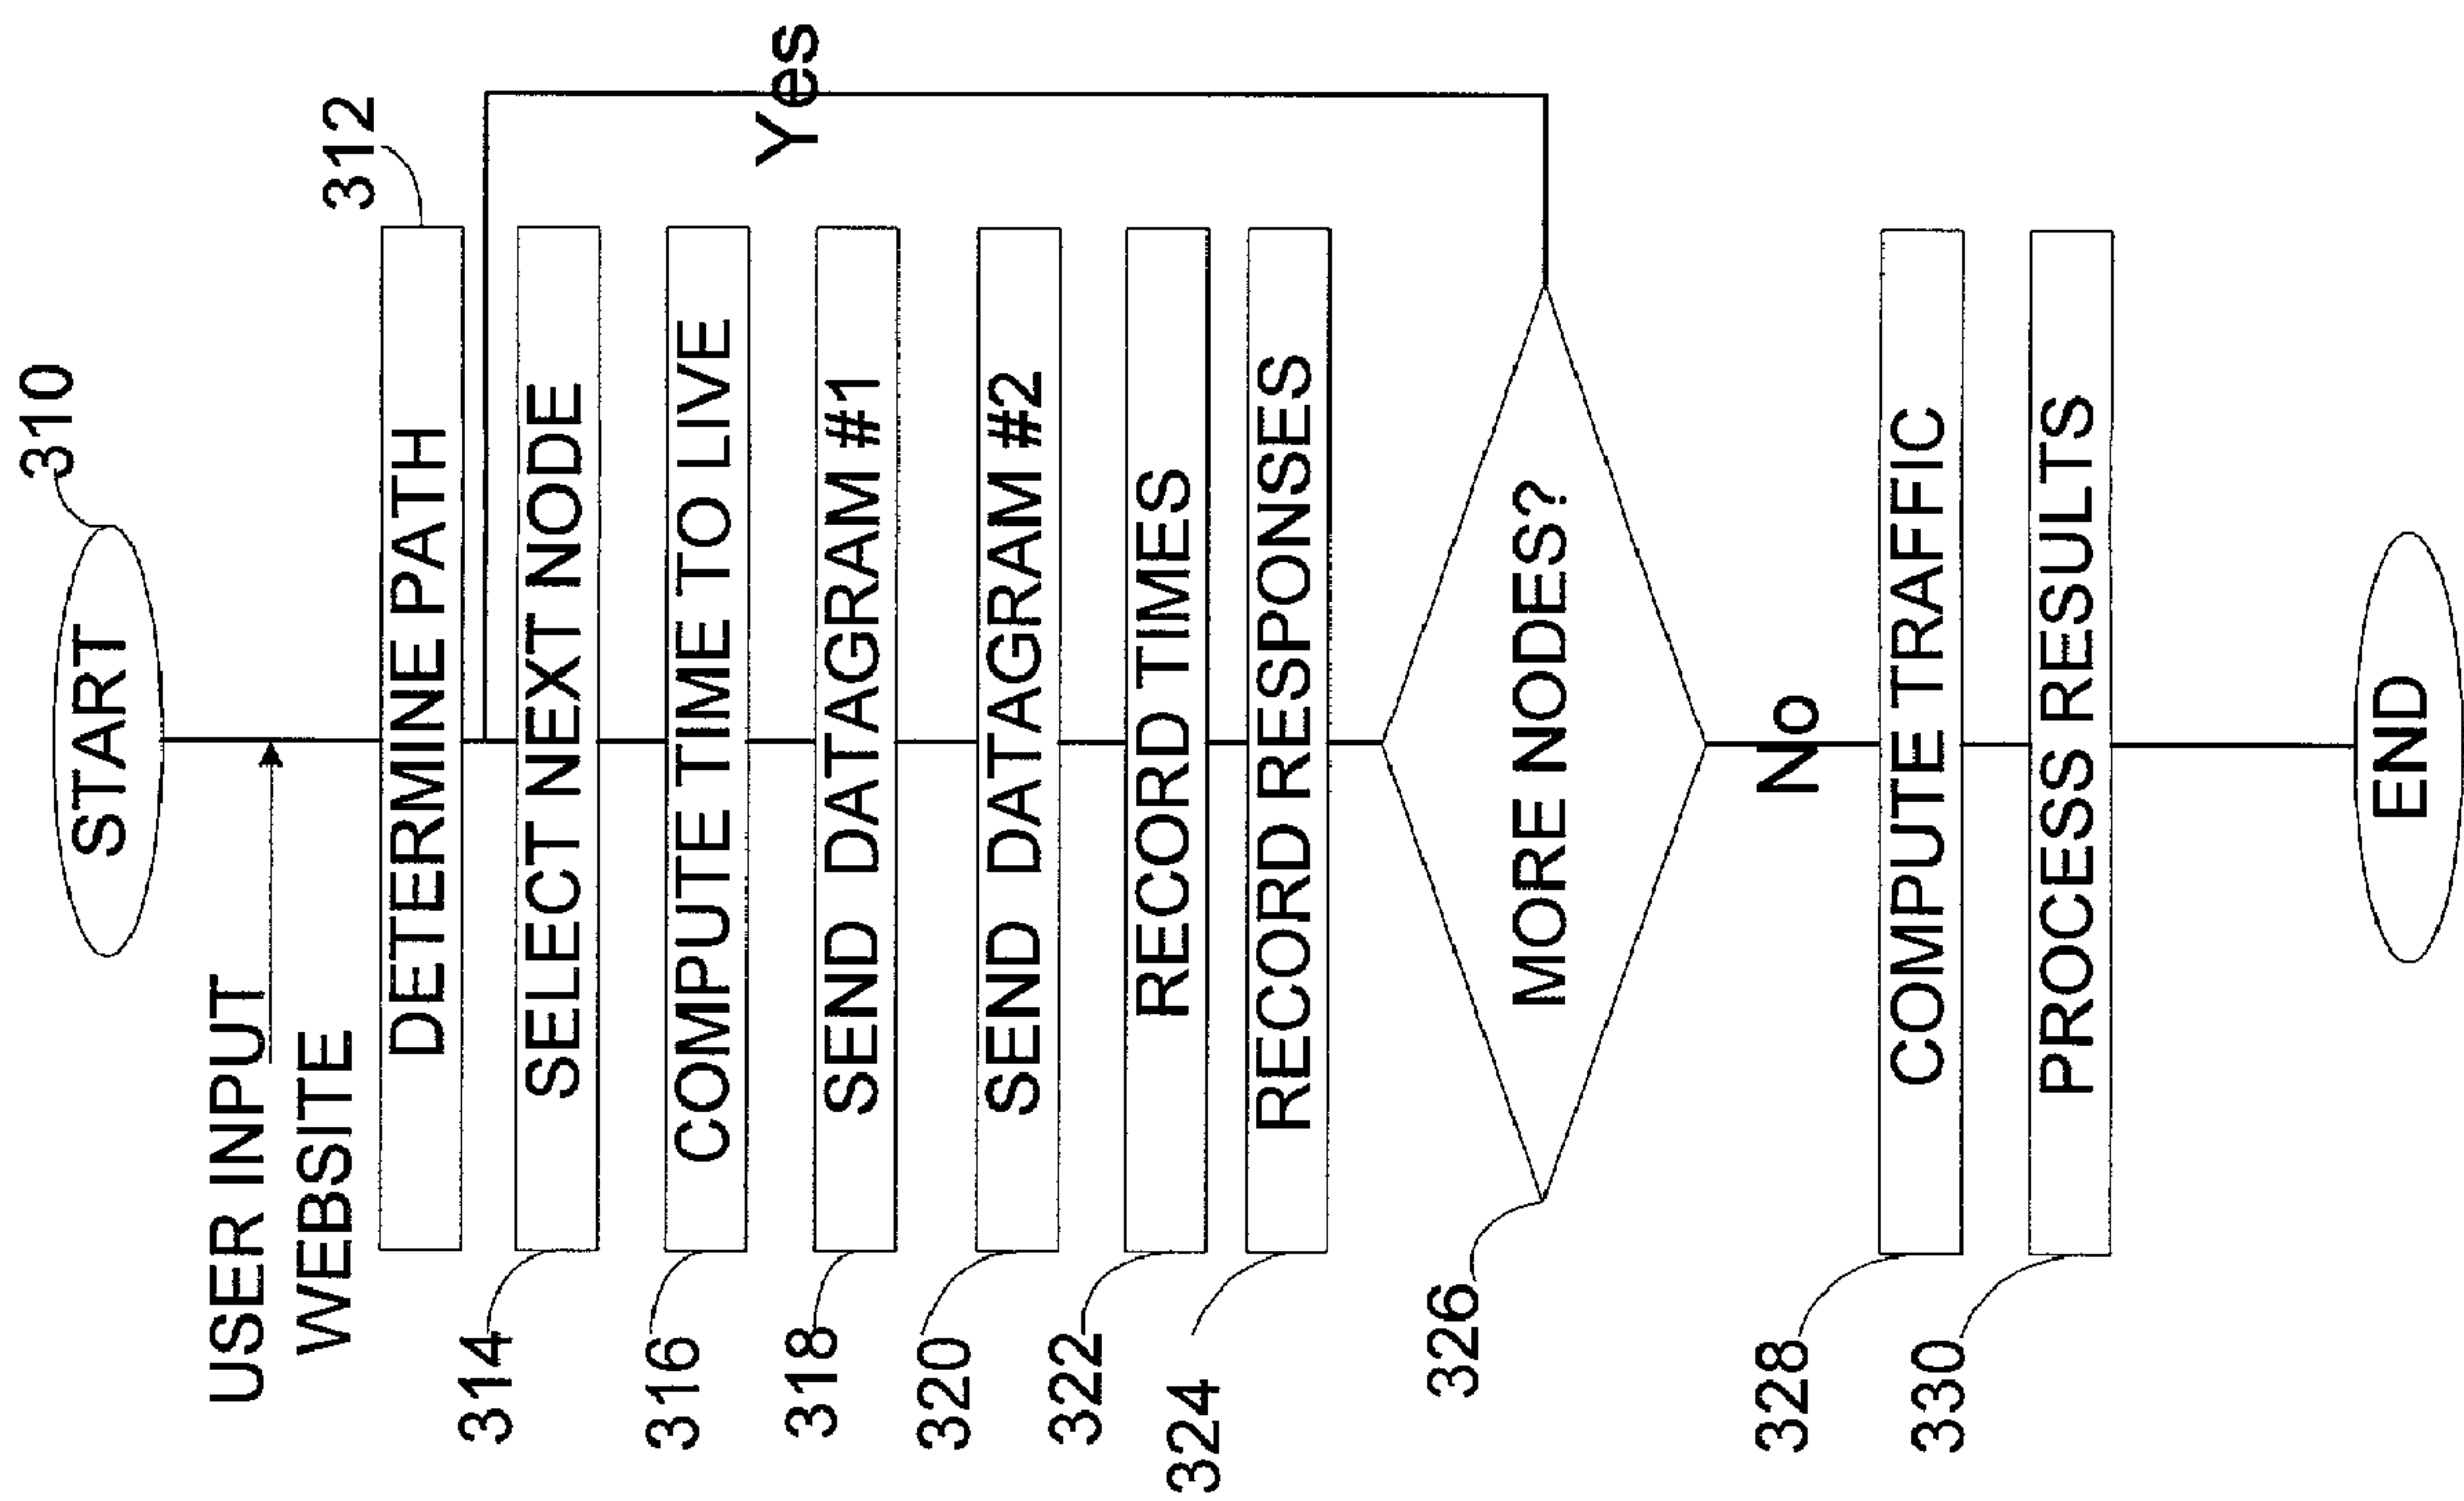 START
310
USER INPUT
WEBSITE
DETERMINE PATH
312
314
SELECT NEXT NODE
316
COMPUTE TIME TO LIVE
318
SEND DATAGRAM #1
Yes
320
SEND DATAGRAM #2
322
RECORD TIMES
324
RECORD RESPONSES
326
MORE NODES?
No
328
COMPUTE TRAFFIC
330
PROCESS RESULTS
END